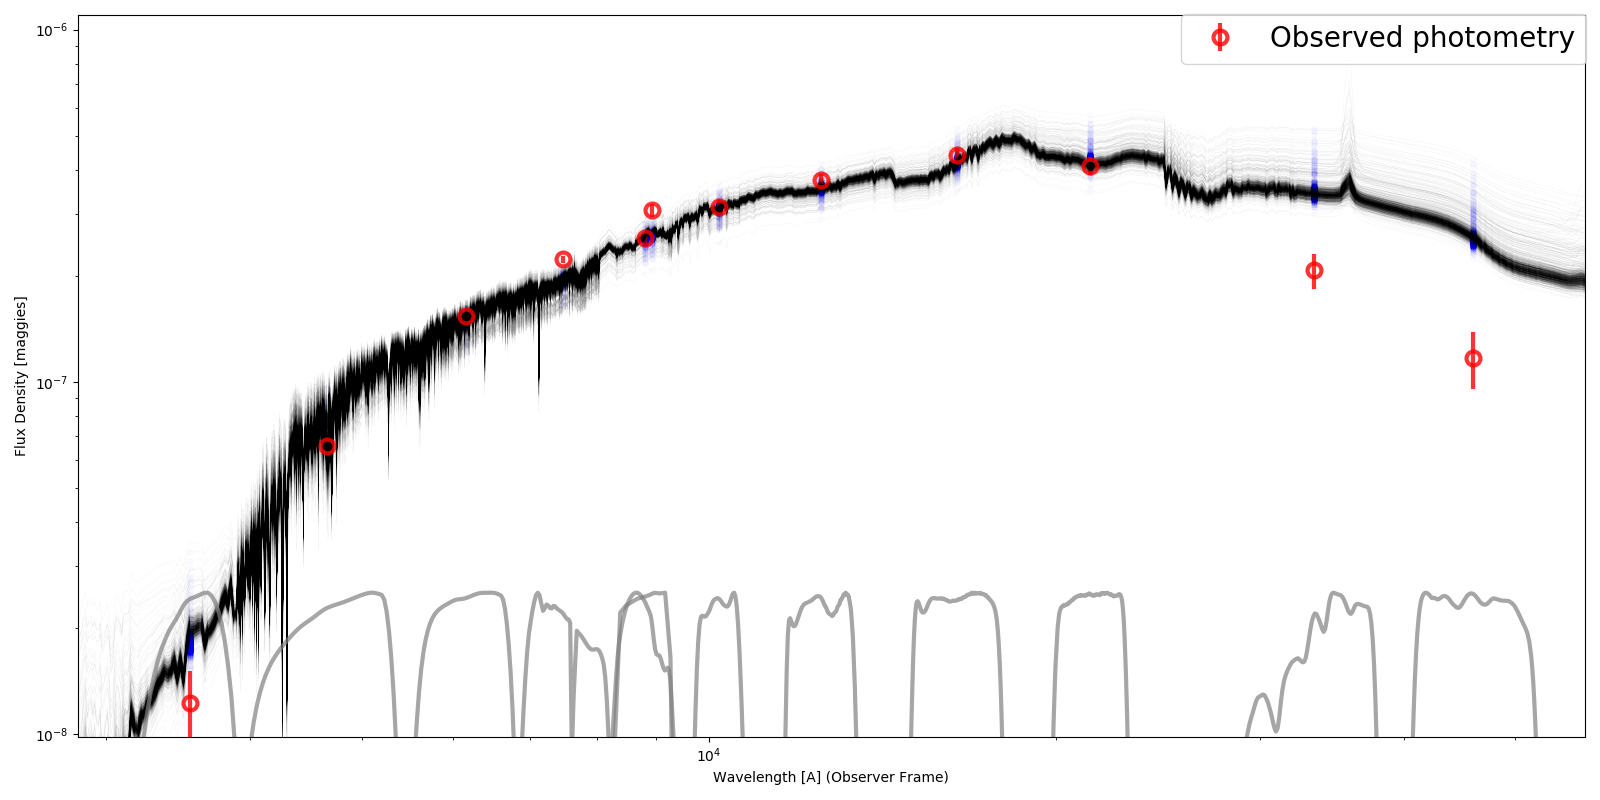 Observed photometry
10⁻⁶
10⁻⁷
10⁻⁸
Flux Density [maggies]
10⁴
Wavelength [A] (Observer Frame)